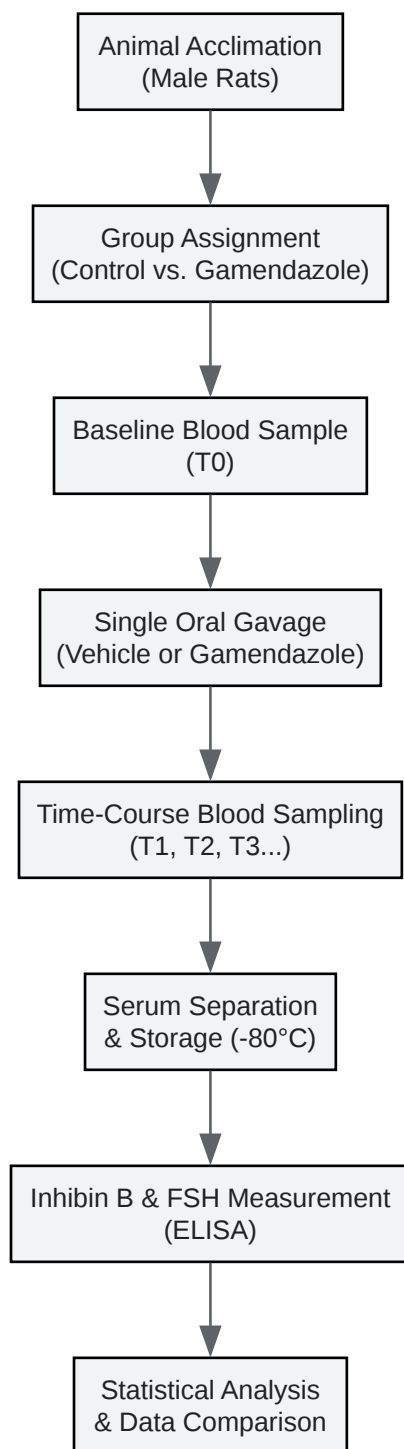 Animal Acclimation
(Male Rats)
Group Assignment
(Control vs. Gamendazole)
Baseline Blood Sample
(T0)
Single Oral Gavage
(Vehicle or Gamendazole)
Time-Course Blood Sampling
(T1, T2, T3...)
Serum Separation
& Storage (-80°C)
Inhibin B & FSH Measurement
(ELISA)
Statistical Analysis
& Data Comparison